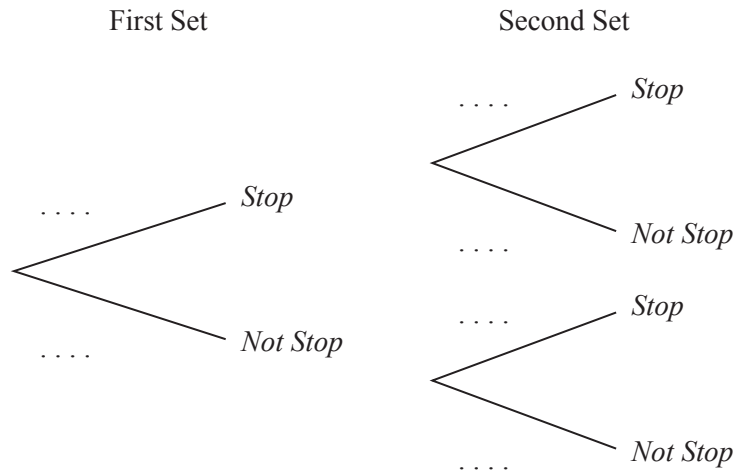 First Set
Second Set
. . . . Stop
. . . . Not Stop
. . . . Stop
. . . . Not Stop
. . . . Stop
. . . . Not Stop